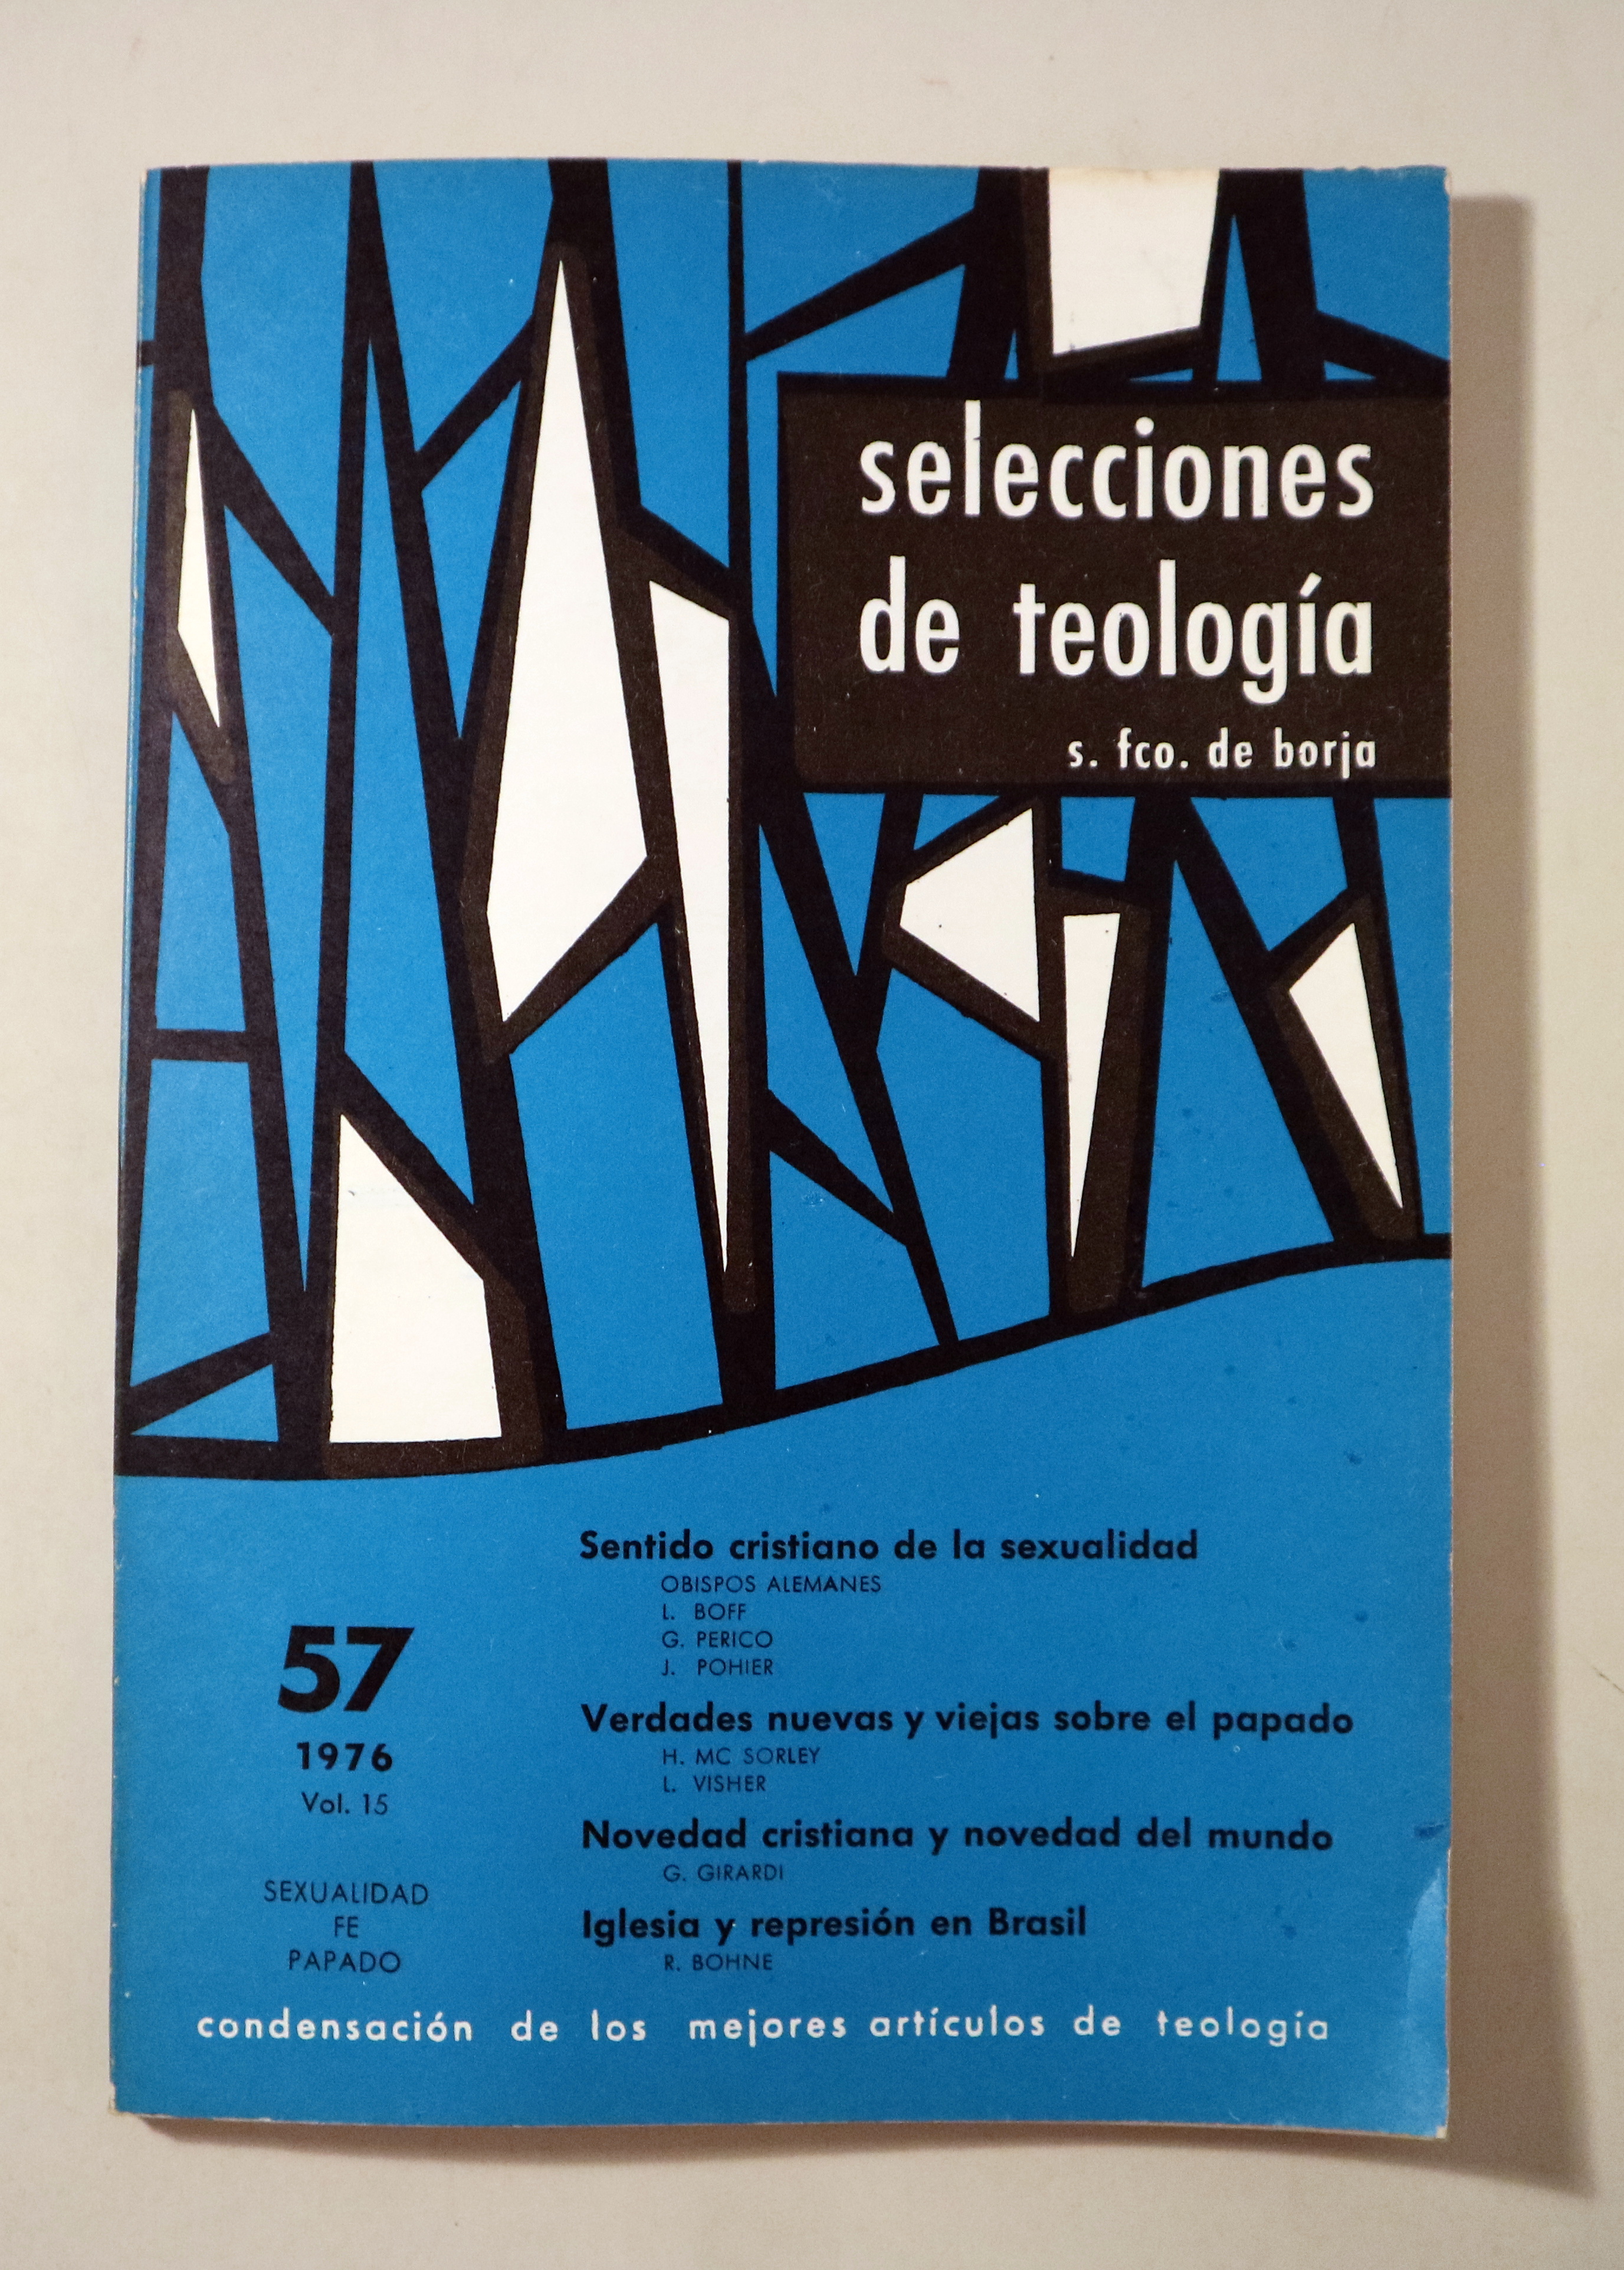 selecciones
de teología
s. fco. de borja
57
1976
Vol. 15
SEXUALIDAD
FE
PAPADO
Sentido cristiano de la sexualidad
OBISPOS ALEMANES
L. BOFF
G. PERICO
J. POHIER
Verdades nuevas y viejas sobre el papado
H. MC SORLEY
L. VISHER
Novedad cristiana y novedad del mundo
G. GIRARDI
Iglesia y represión en Brasil
R. BOHNE
condensación de los mejores artículos de teología